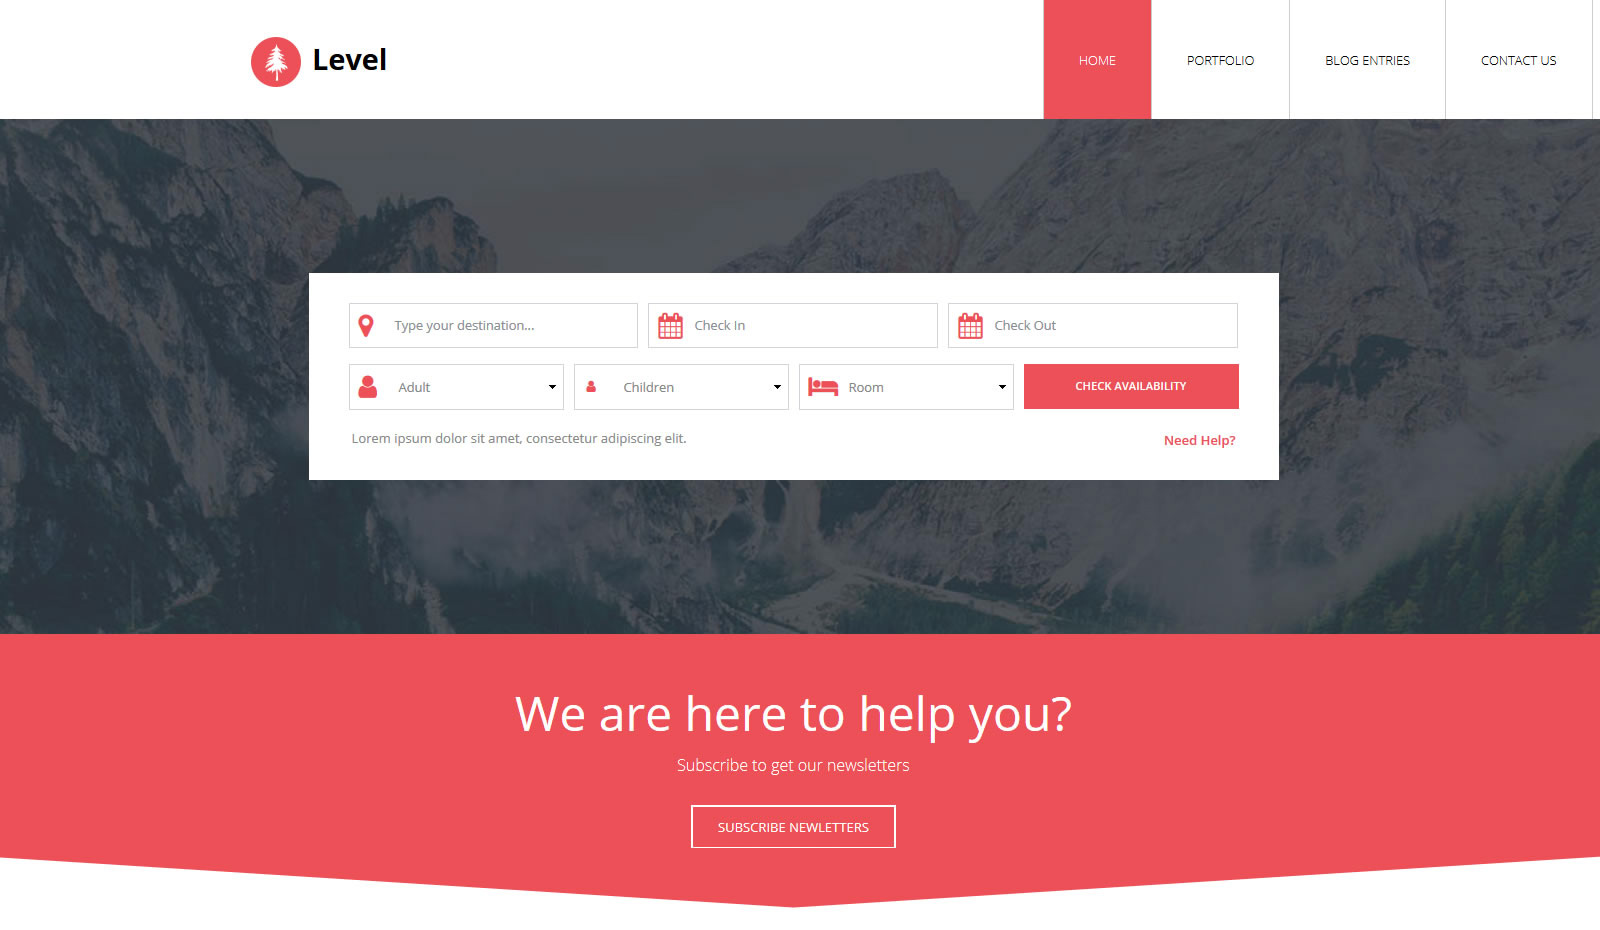 Level
HOME
PORTFOLIO
BLOG ENTRIES
CONTACT US
Type your destination...
Check In
Check Out
Adult
Children
Room
CHECK AVAILABILITY
Lorem ipsum dolor sit amet, consectetur adipiscing elit.
Need Help?
We are here to help you?
Subscribe to get our newsletters
SUBSCRIBE NEWLETTERS